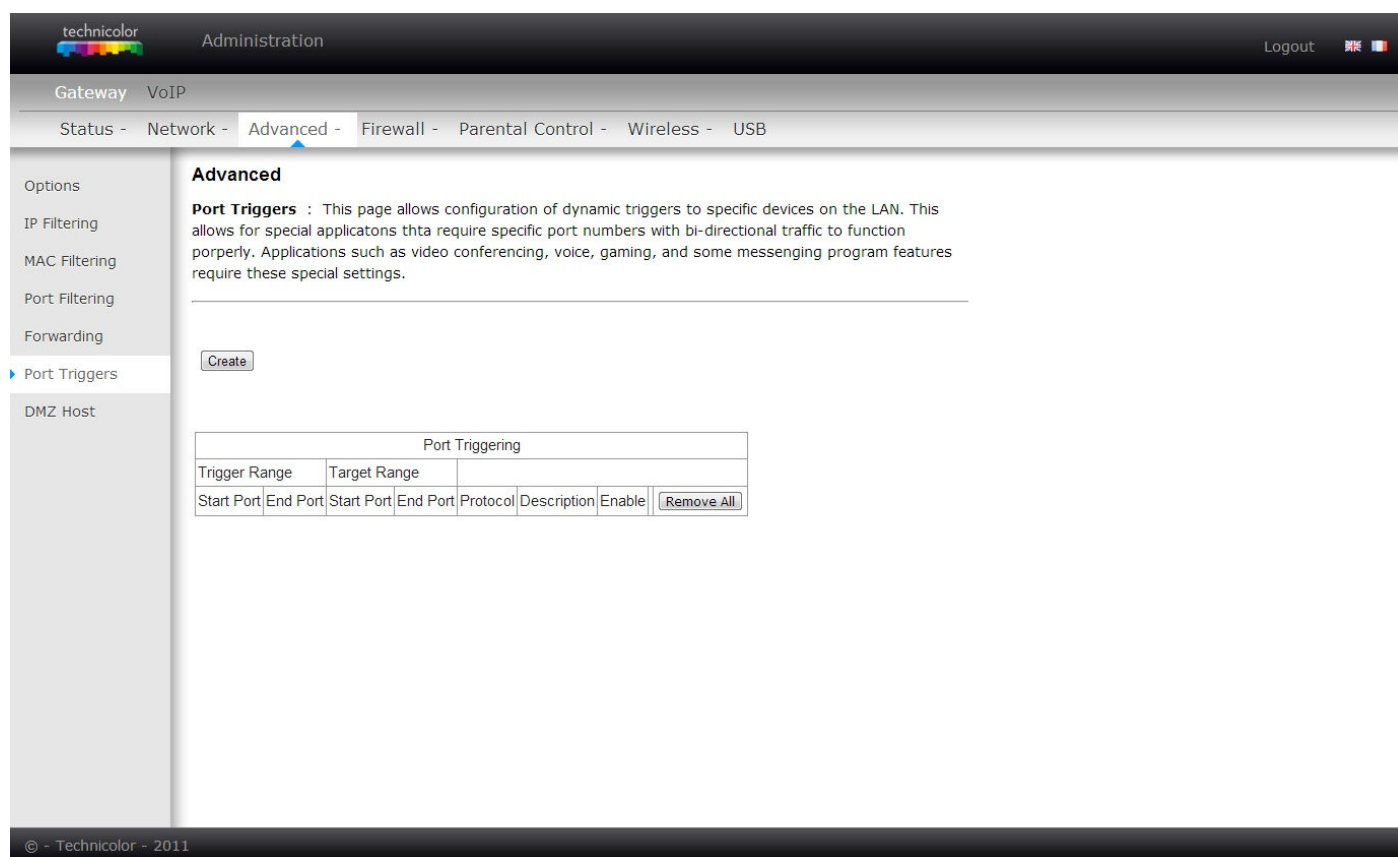 technicolor
Administration
Logout
Gateway VoIP
Status - Network - Advanced - Firewall - Parental Control - Wireless - USB
Options
IP Filtering
MAC Filtering
Port Filtering
Forwarding
Port Triggers
DMZ Host
Advanced
Port Triggers : This page allows configuration of dynamic triggers to specific devices on the LAN. This
allows for special applicatons thta require specific port numbers with bi-directional traffic to function
porperly. Applications such as video conferencing, voice, gaming, and some messenging program features
require these special settings.
Create
Port Triggering
Trigger Range Target Range
Start Port End Port Start Port End Port Protocol Description Enable Remove All
© - Technicolor - 2011